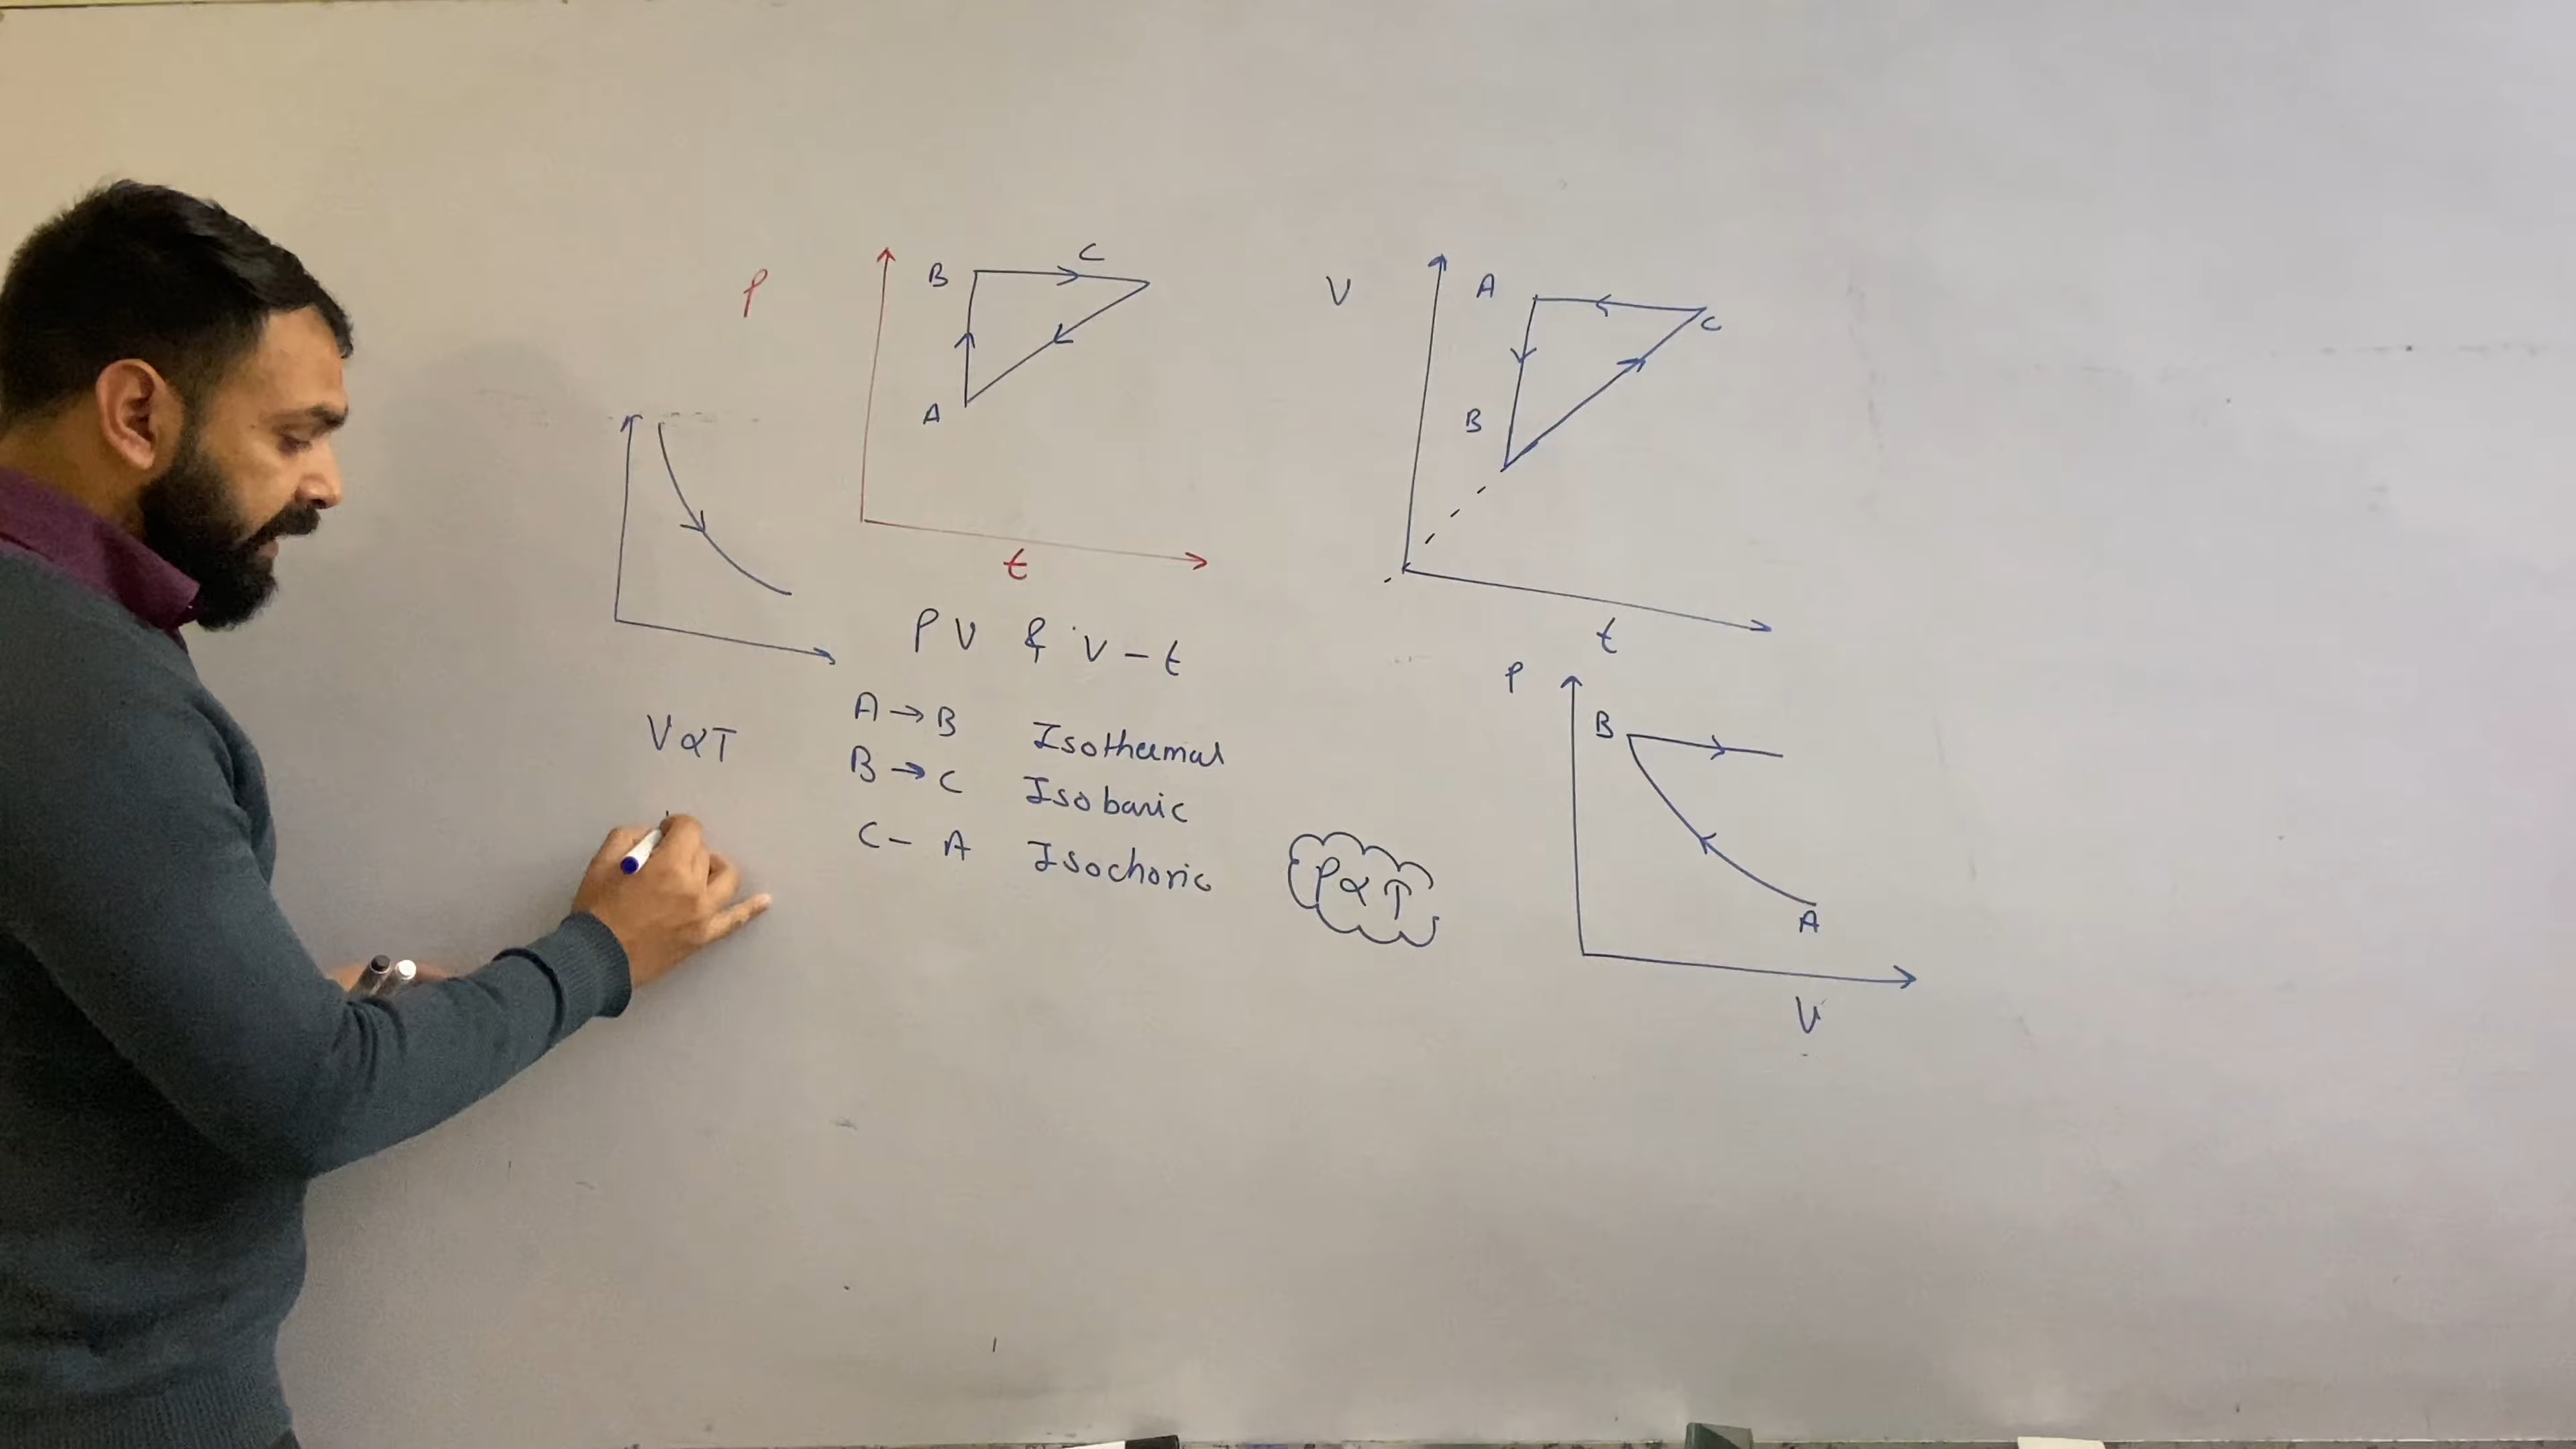 P
B
C
A
t
V
A
C
B
t
PV & V-t
V∝T
A→B Isothermal
B→C Isobaric
C-A Isochoric
P∝T
P
B
A
V